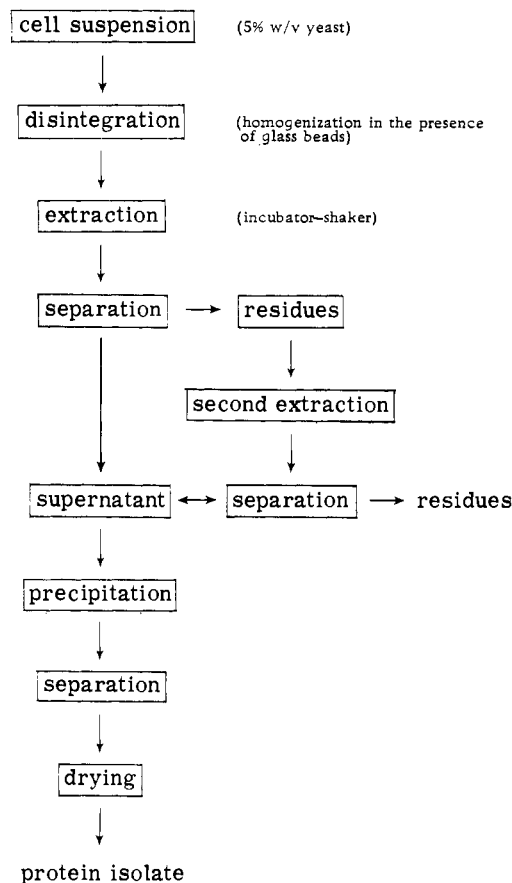 cell suspension (5% w/v yeast)
disintegration (homogenization in the presence
of glass beads)
extraction (incubator-shaker)
separation residues
second extraction
supernatant separation residues
precipitation
separation
drying
protein isolate